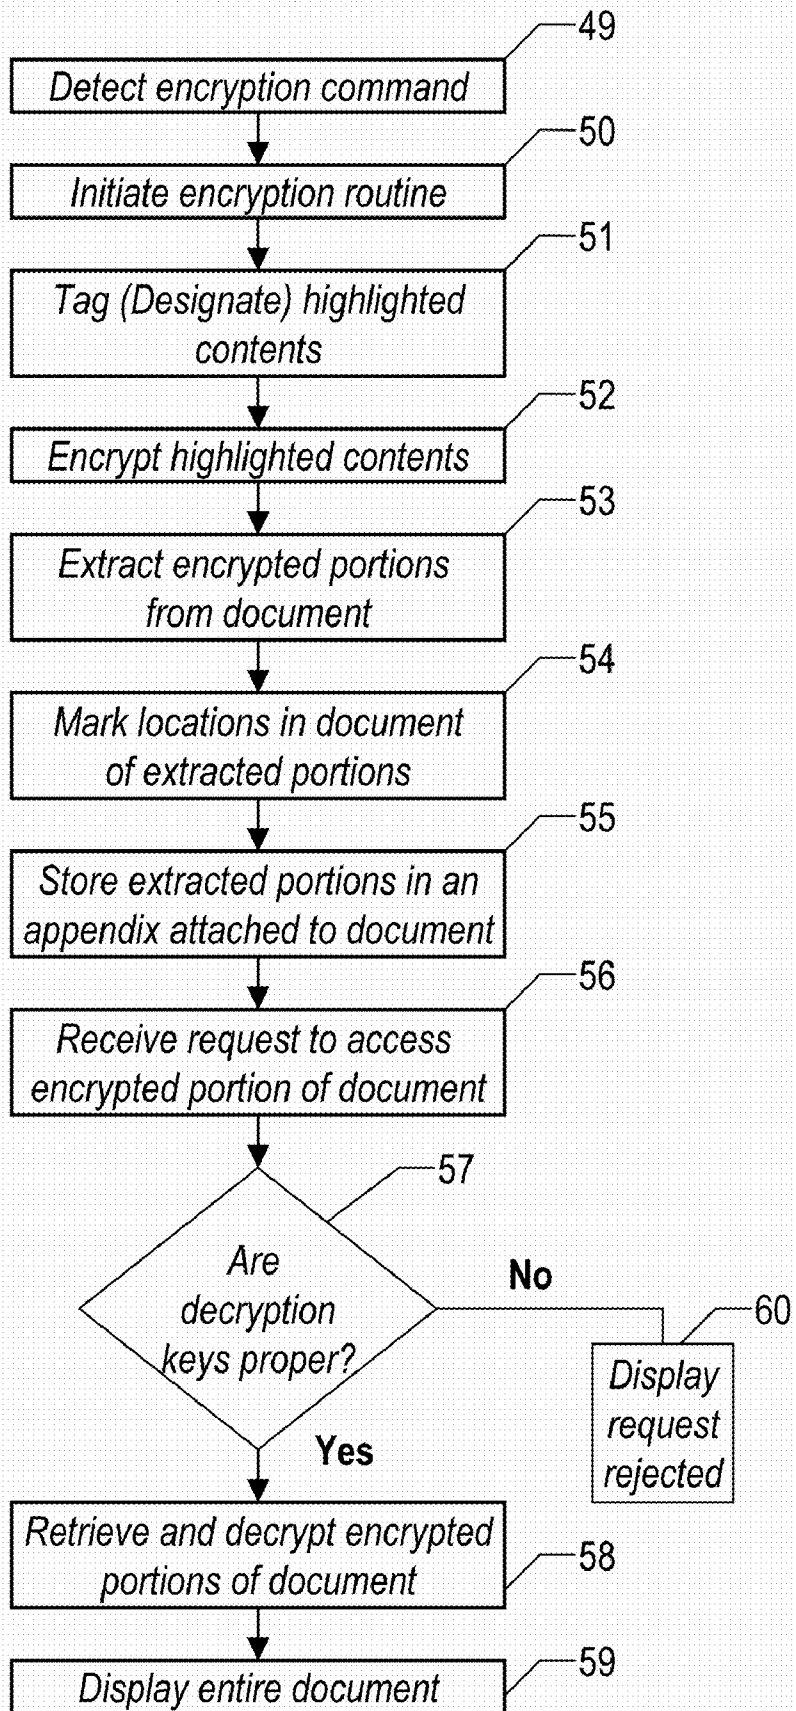 49
Detect encryption command
50
Initiate encryption routine
51
Tag (Designate) highlighted
contents
52
Encrypt highlighted contents
53
Extract encrypted portions
from document
54
Mark locations in document
of extracted portions
55
Store extracted portions in an
appendix attached to document
56
Receive request to access
encrypted portion of document
57
Are
decryption
keys proper?
No
60
Display
request
rejected
Yes
Retrieve and decrypt encrypted
portions of document
58
59
Display entire document